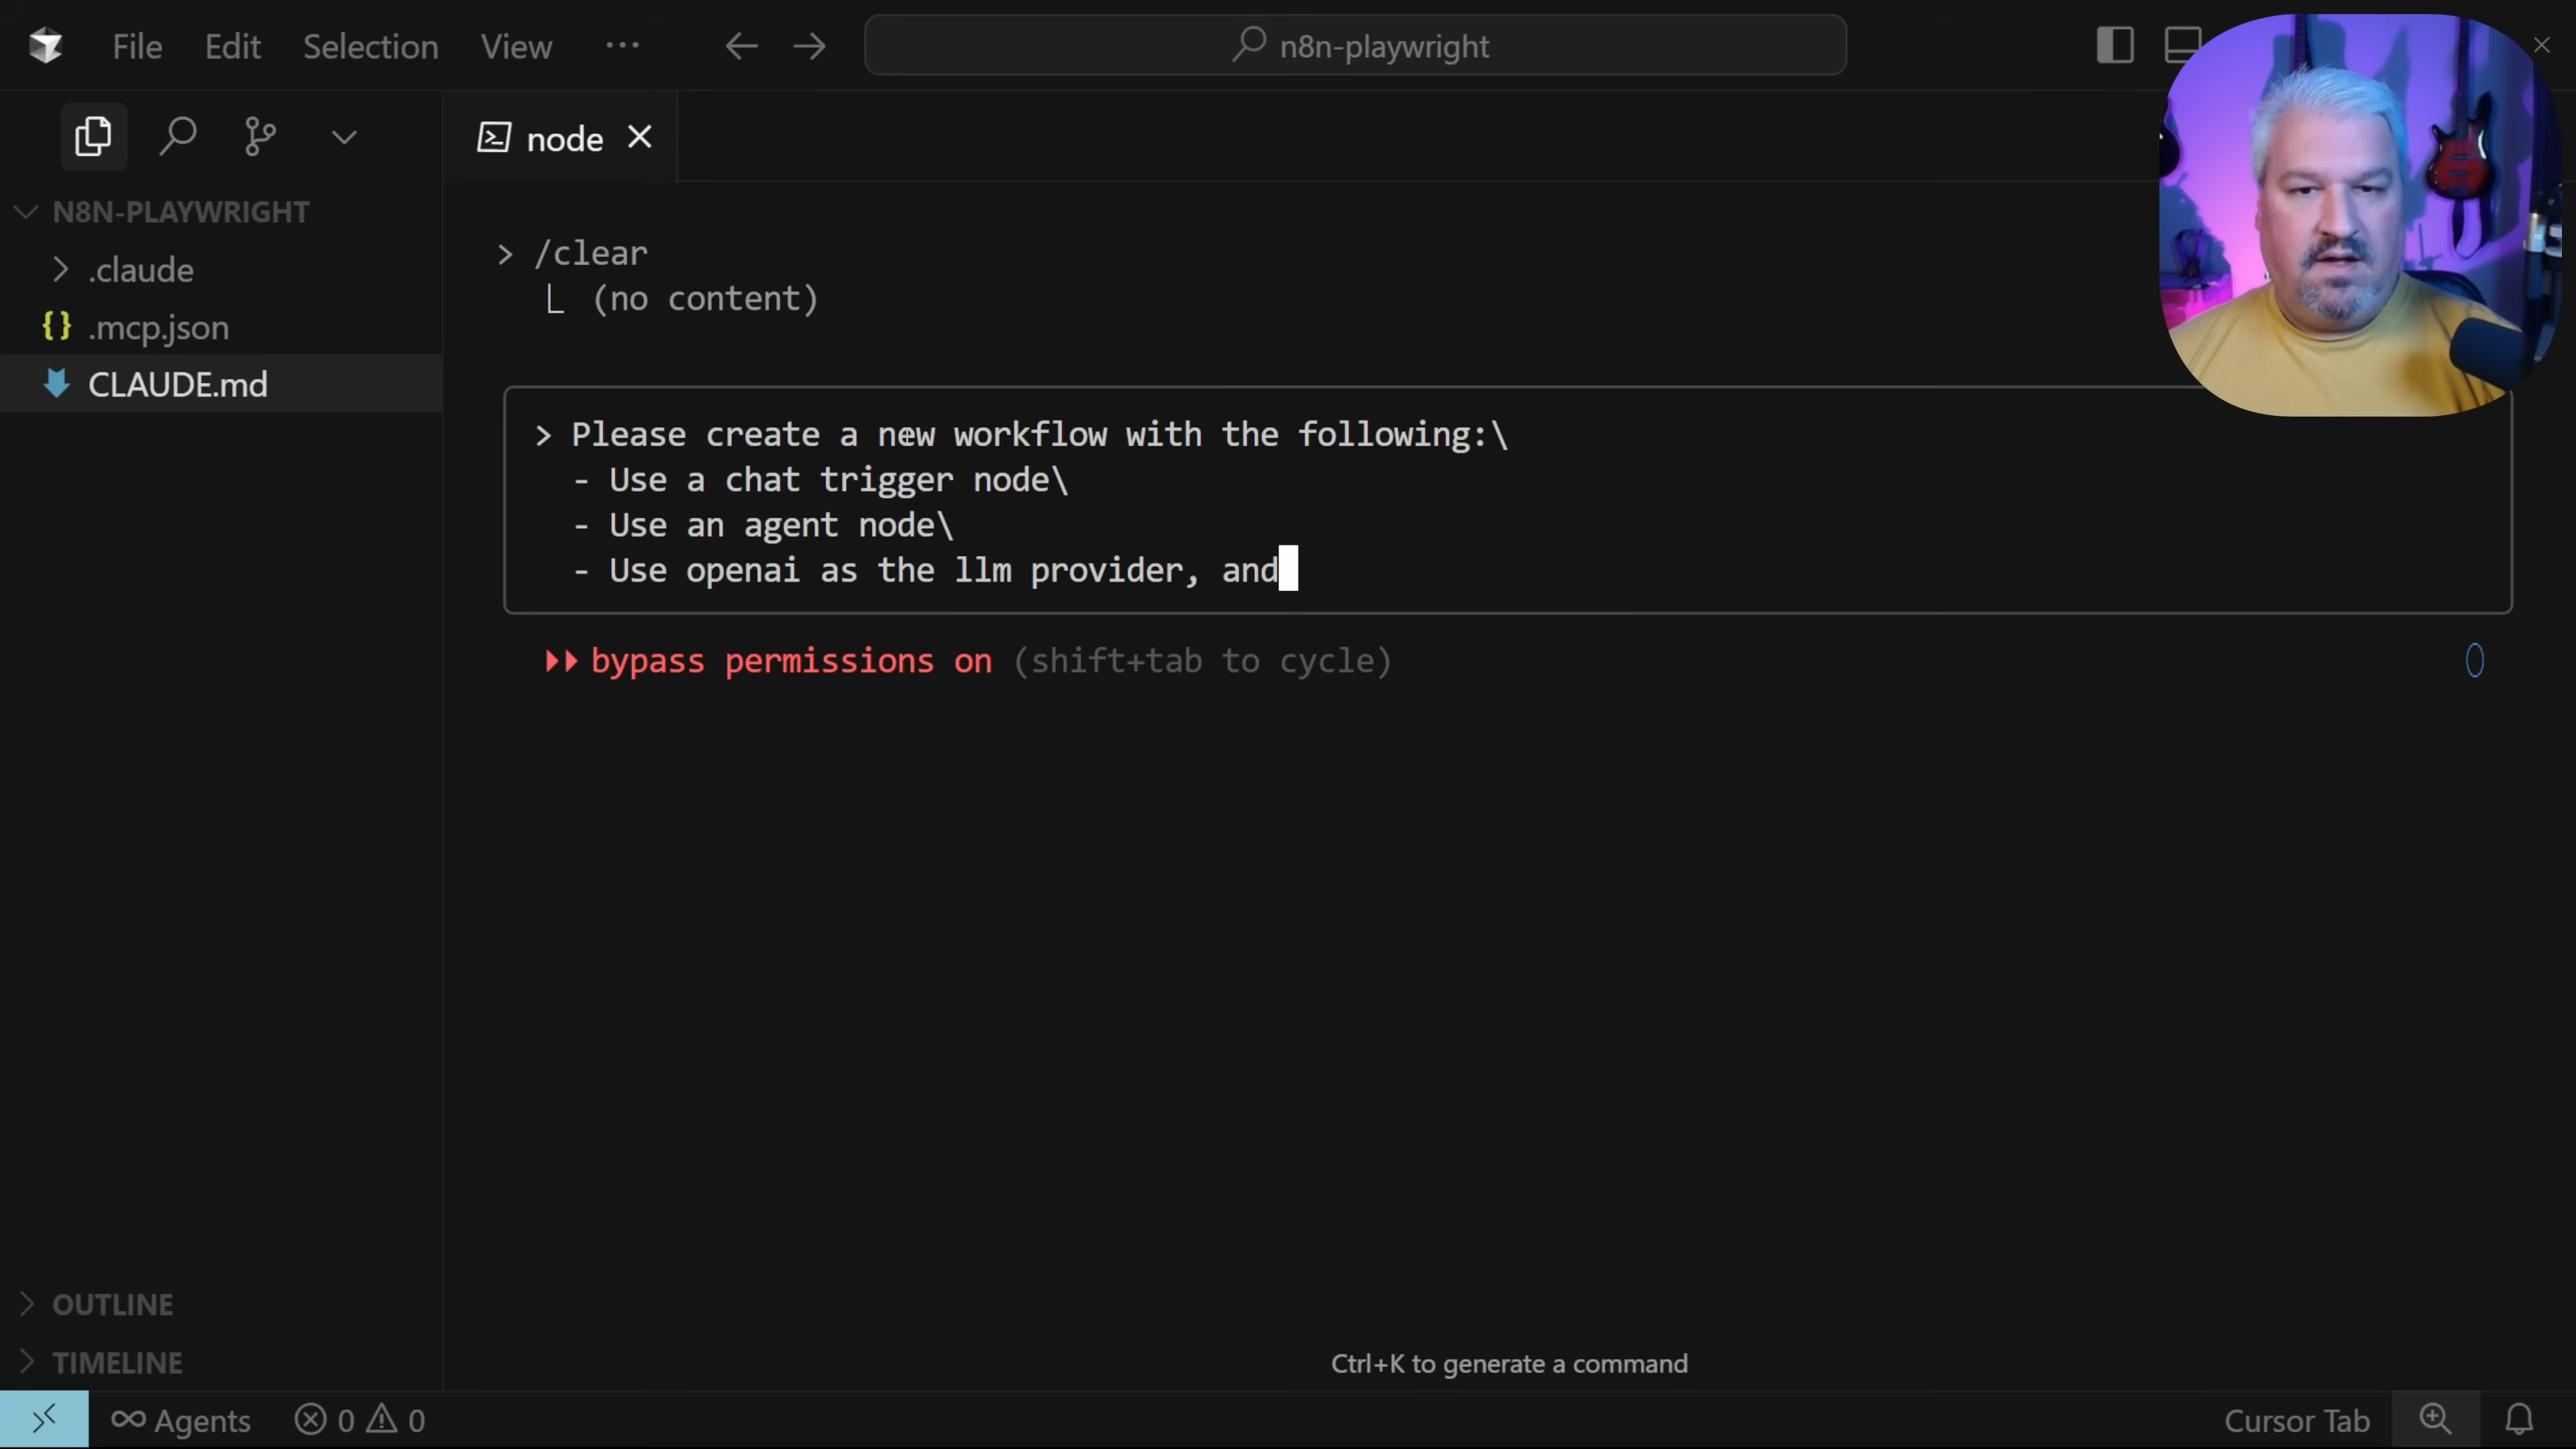 File Edit Selection View ···
n8n-playwright
node
N8N-PLAYWRIGHT
.claude
{} .mcp.json
CLAUDE.md
> /clear
(no content)
> Please create a new workflow with the following:\
- Use a chat trigger node\
- Use an agent node\
- Use openai as the llm provider, and
bypass permissions on (shift+tab to cycle)
OUTLINE
TIMELINE
Ctrl+K to generate a command
Agents 0 0
Cursor Tab